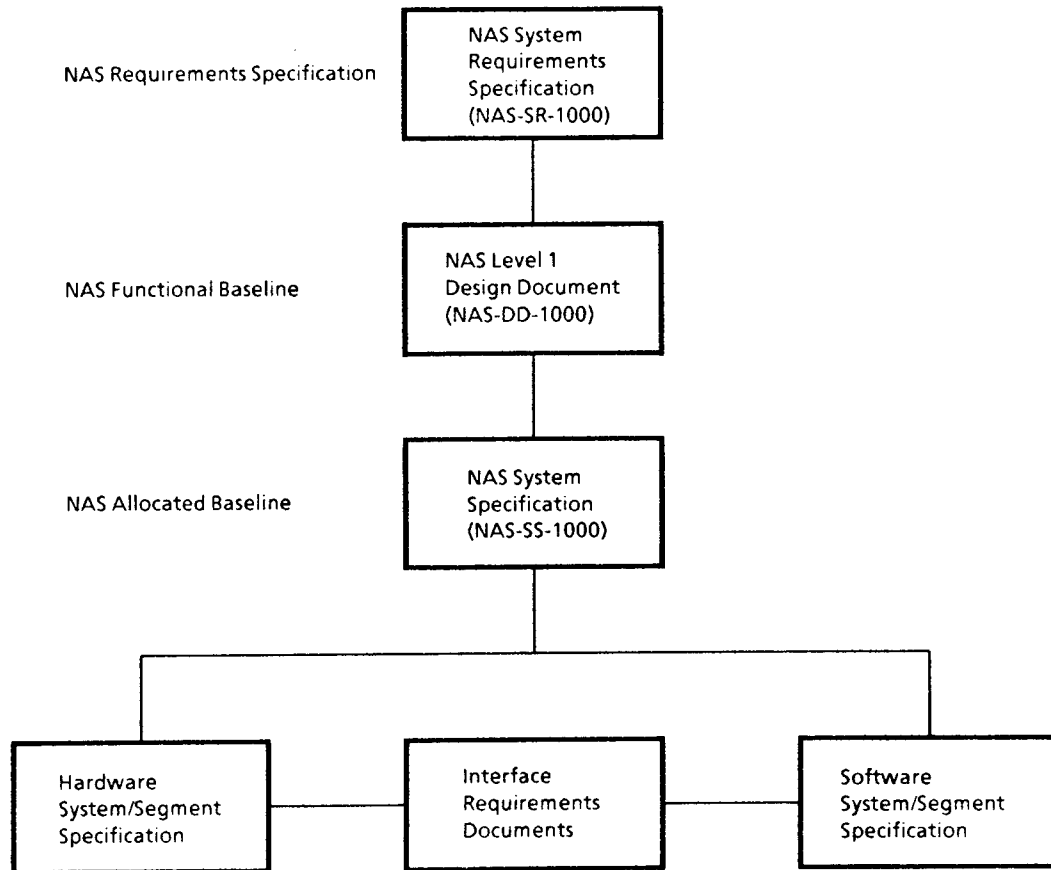 NAS Requirements Specification
NAS System
Requirements
Specification
(NAS-SR-1000)
NAS Functional Baseline
NAS Level 1
Design Document
(NAS-DD-1000)
NAS Allocated Baseline
NAS System
Specification
(NAS-SS-1000)
Hardware
System/Segment
Specification
Interface
Requirements
Documents
Software
System/Segment
Specification